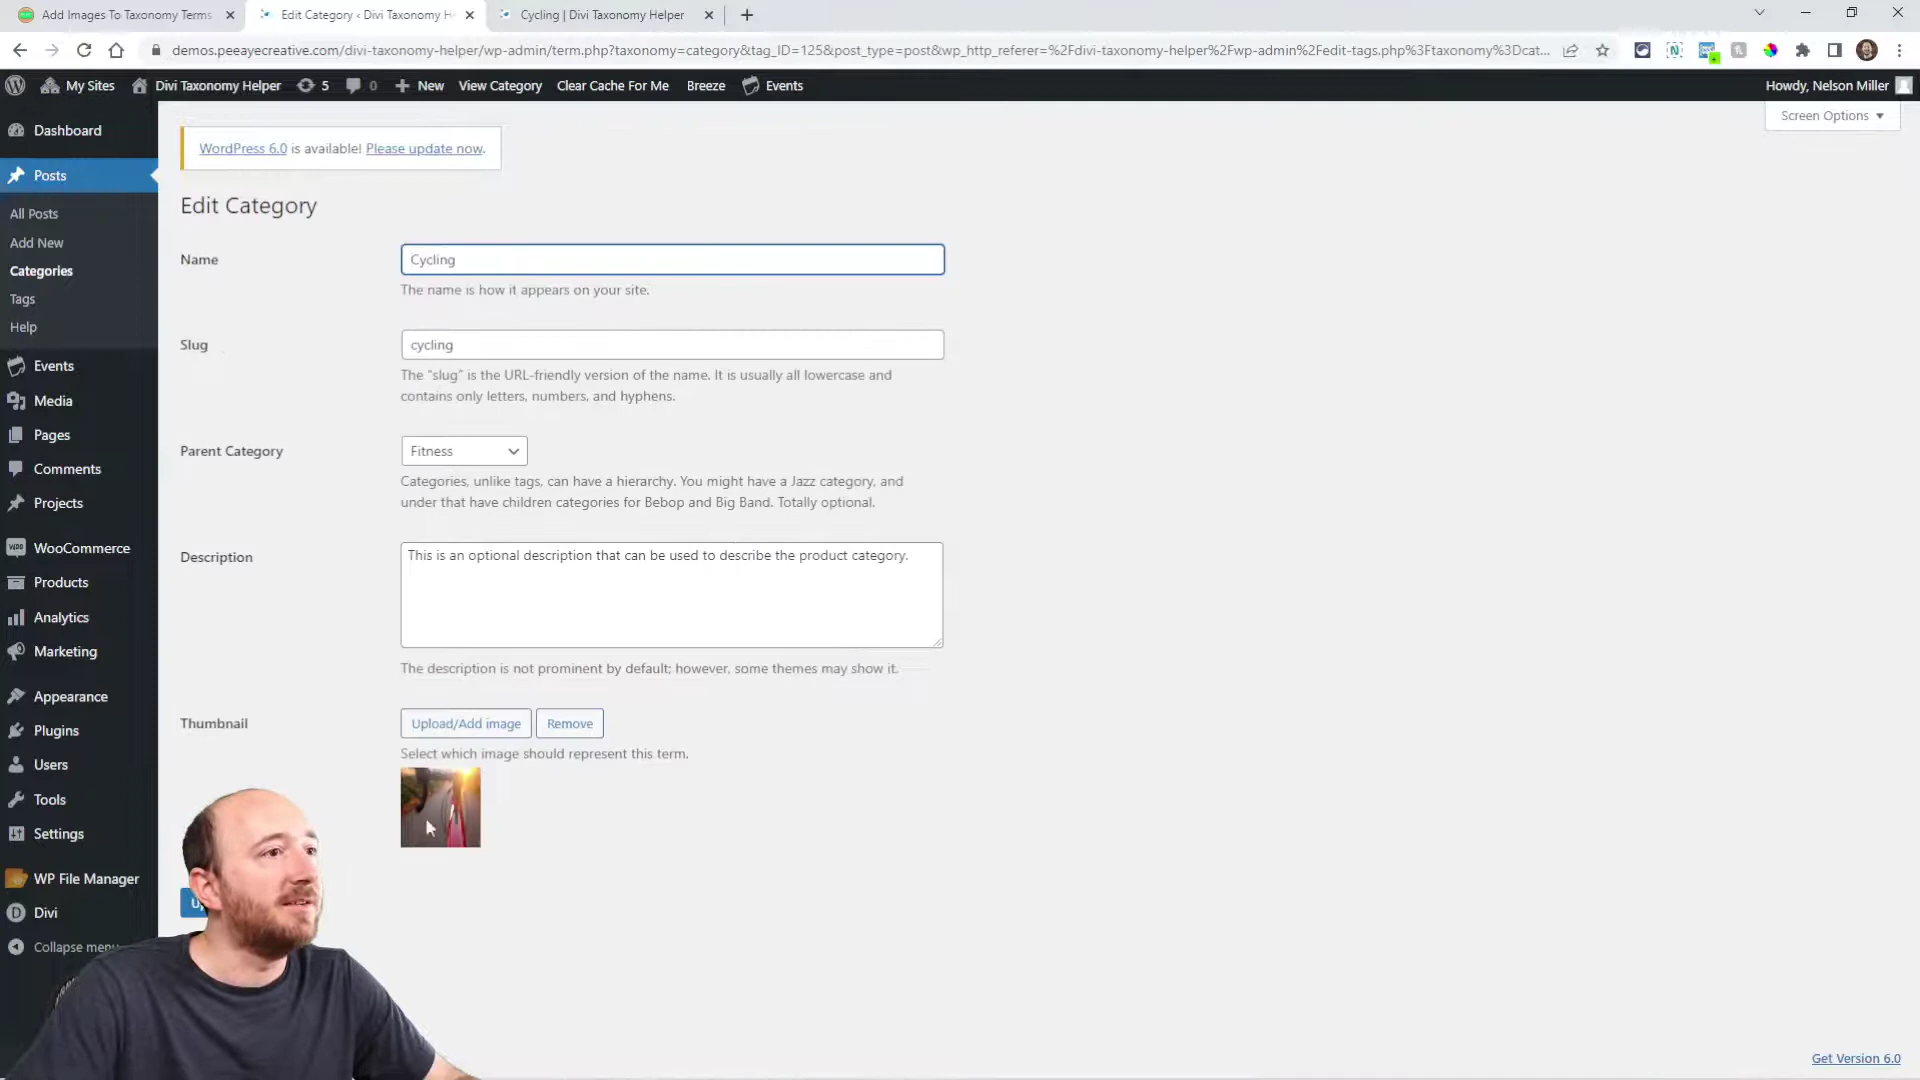 Add Images To Taxonomy Terms
Edit Category ‹ Divi Taxonomy H
Cycling | Divi Taxonomy Helper
demos.peeayecreative.com/divi-taxonomy-helper/wp-admin/term.php?taxonomy=category&tag_ID=125&post_type=post&wp_http_referer=%2Fdivi-taxonomy-helper%2Fwp-admin%2Fedit-tags.php%3Ftaxonomy%3Dcat...
My Sites
Divi Taxonomy Helper
5
0
New
View Category
Clear Cache For Me
Breeze
Events
Howdy, Nelson Miller
Screen Options
Dashboard
Posts
All Posts
Add New
Categories
Tags
Help
Events
Media
Pages
Comments
Projects
WooCommerce
Products
Analytics
Marketing
Appearance
Plugins
Users
Tools
Settings
WP File Manager
Divi
Collapse menu
WordPress 6.0 is available! Please update now.
Edit Category
Name
Cycling
The name is how it appears on your site.
Slug
cycling
The “slug” is the URL-friendly version of the name. It is usually all lowercase and
contains only letters, numbers, and hyphens.
Parent Category
Fitness
Categories, unlike tags, can have a hierarchy. You might have a Jazz category, and
under that have children categories for Bebop and Big Band. Totally optional.
Description
This is an optional description that can be used to describe the product category.
The description is not prominent by default; however, some themes may show it.
Thumbnail
Upload/Add image
Remove
Select which image should represent this term.
Get Version 6.0